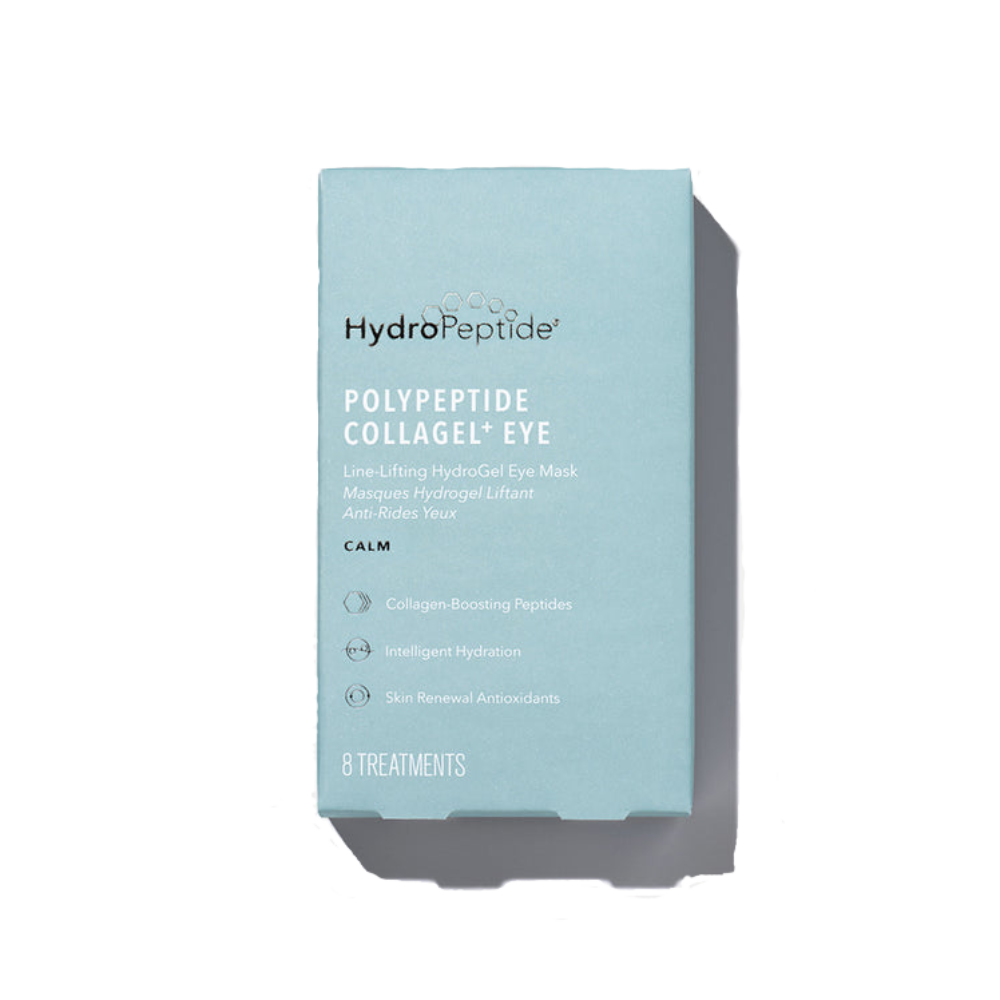 HydroPeptide
POLYPEPTIDE
COLLAGEL+ EYE
Line-Lifting HydroGel Eye Mask
Masques Hydrogel Liftant
Anti-Rides Yeux
CALM
Collagen-Boosting Peptides
Intelligent Hydration
Skin Renewal Antioxidants
8 TREATMENTS